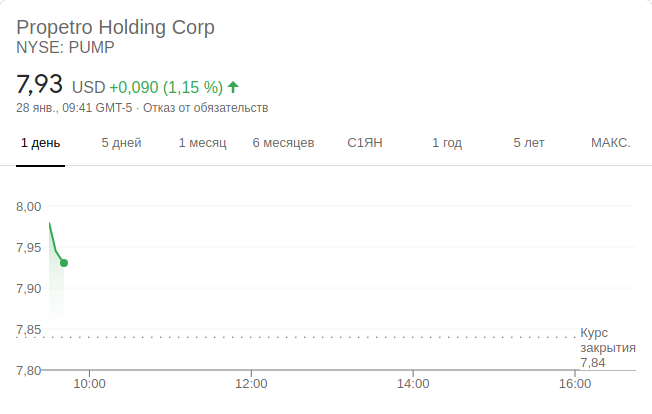 Propetro Holding Corp
NYSE: PUMP
7,93 USD +0,090 (1,15 %)
28 янв., 09:41 GMT-5 · Отказ от обязательств
1 день 5 дней 1 месяц 6 месяцев С1ЯН 1 год 5 лет МАКС.
8,00
7,95
7,90
7,85
Курс
закрытия
7,84
7,80
10:00 12:00 14:00 16:00